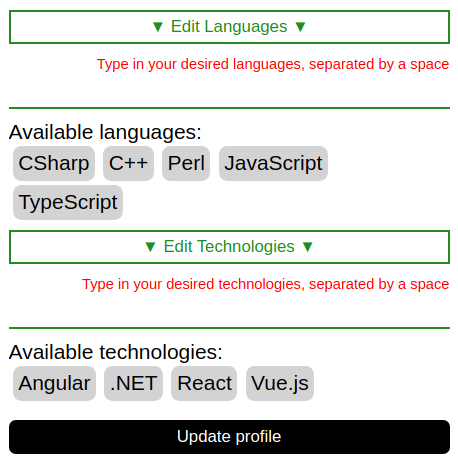 ▼ Edit Languages ▼
Type in your desired languages, separated by a space
Available languages:
CSharp C++ Perl JavaScript
TypeScript
▼ Edit Technologies ▼
Type in your desired technologies, separated by a space
Available technologies:
Angular .NET React Vue.js
Update profile